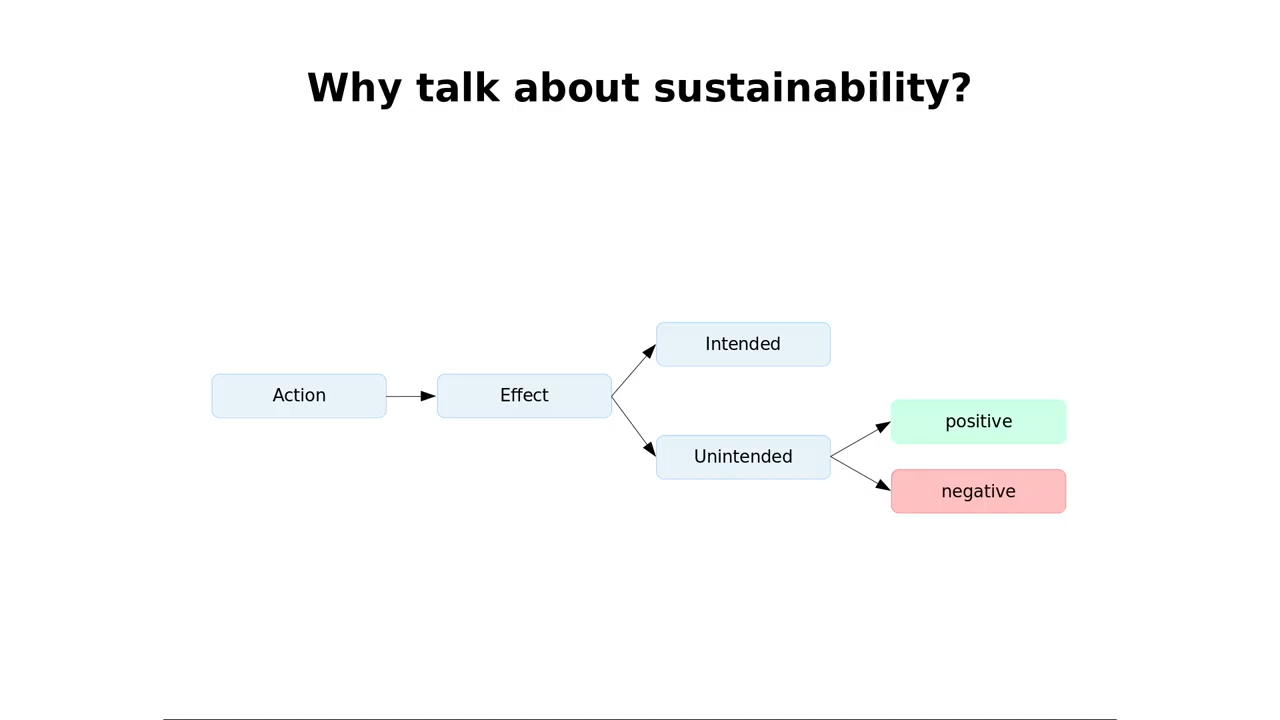 Why talk about sustainability?
Intended
Action
Effect
positive
Unintended
negative